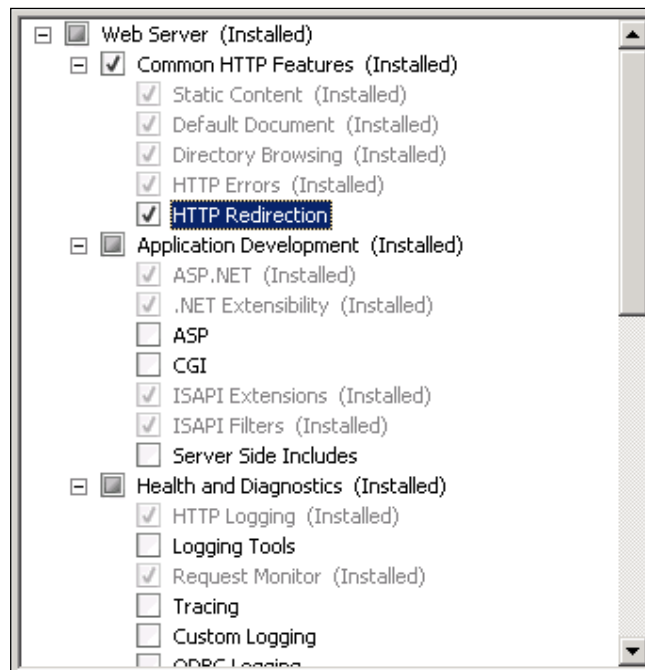 Web Server (Installed)
Common HTTP Features (Installed)
Static Content (Installed)
Default Document (Installed)
Directory Browsing (Installed)
HTTP Errors (Installed)
HTTP Redirection
Application Development (Installed)
ASP.NET (Installed)
.NET Extensibility (Installed)
ASP
CGI
ISAPI Extensions (Installed)
ISAPI Filters (Installed)
Server Side Includes
Health and Diagnostics (Installed)
HTTP Logging (Installed)
Logging Tools
Request Monitor (Installed)
Tracing
Custom Logging
ODBC Logging